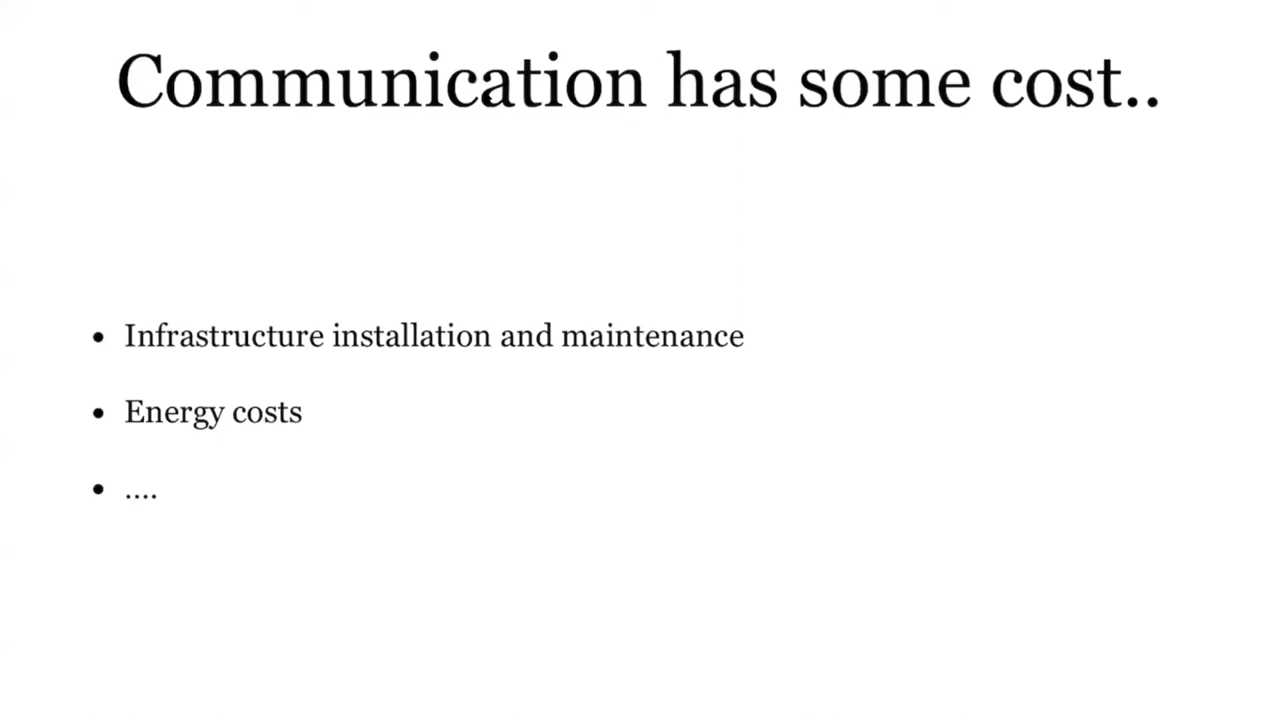 Communication has some cost..
• Infrastructure installation and maintenance
• Energy costs
• ....